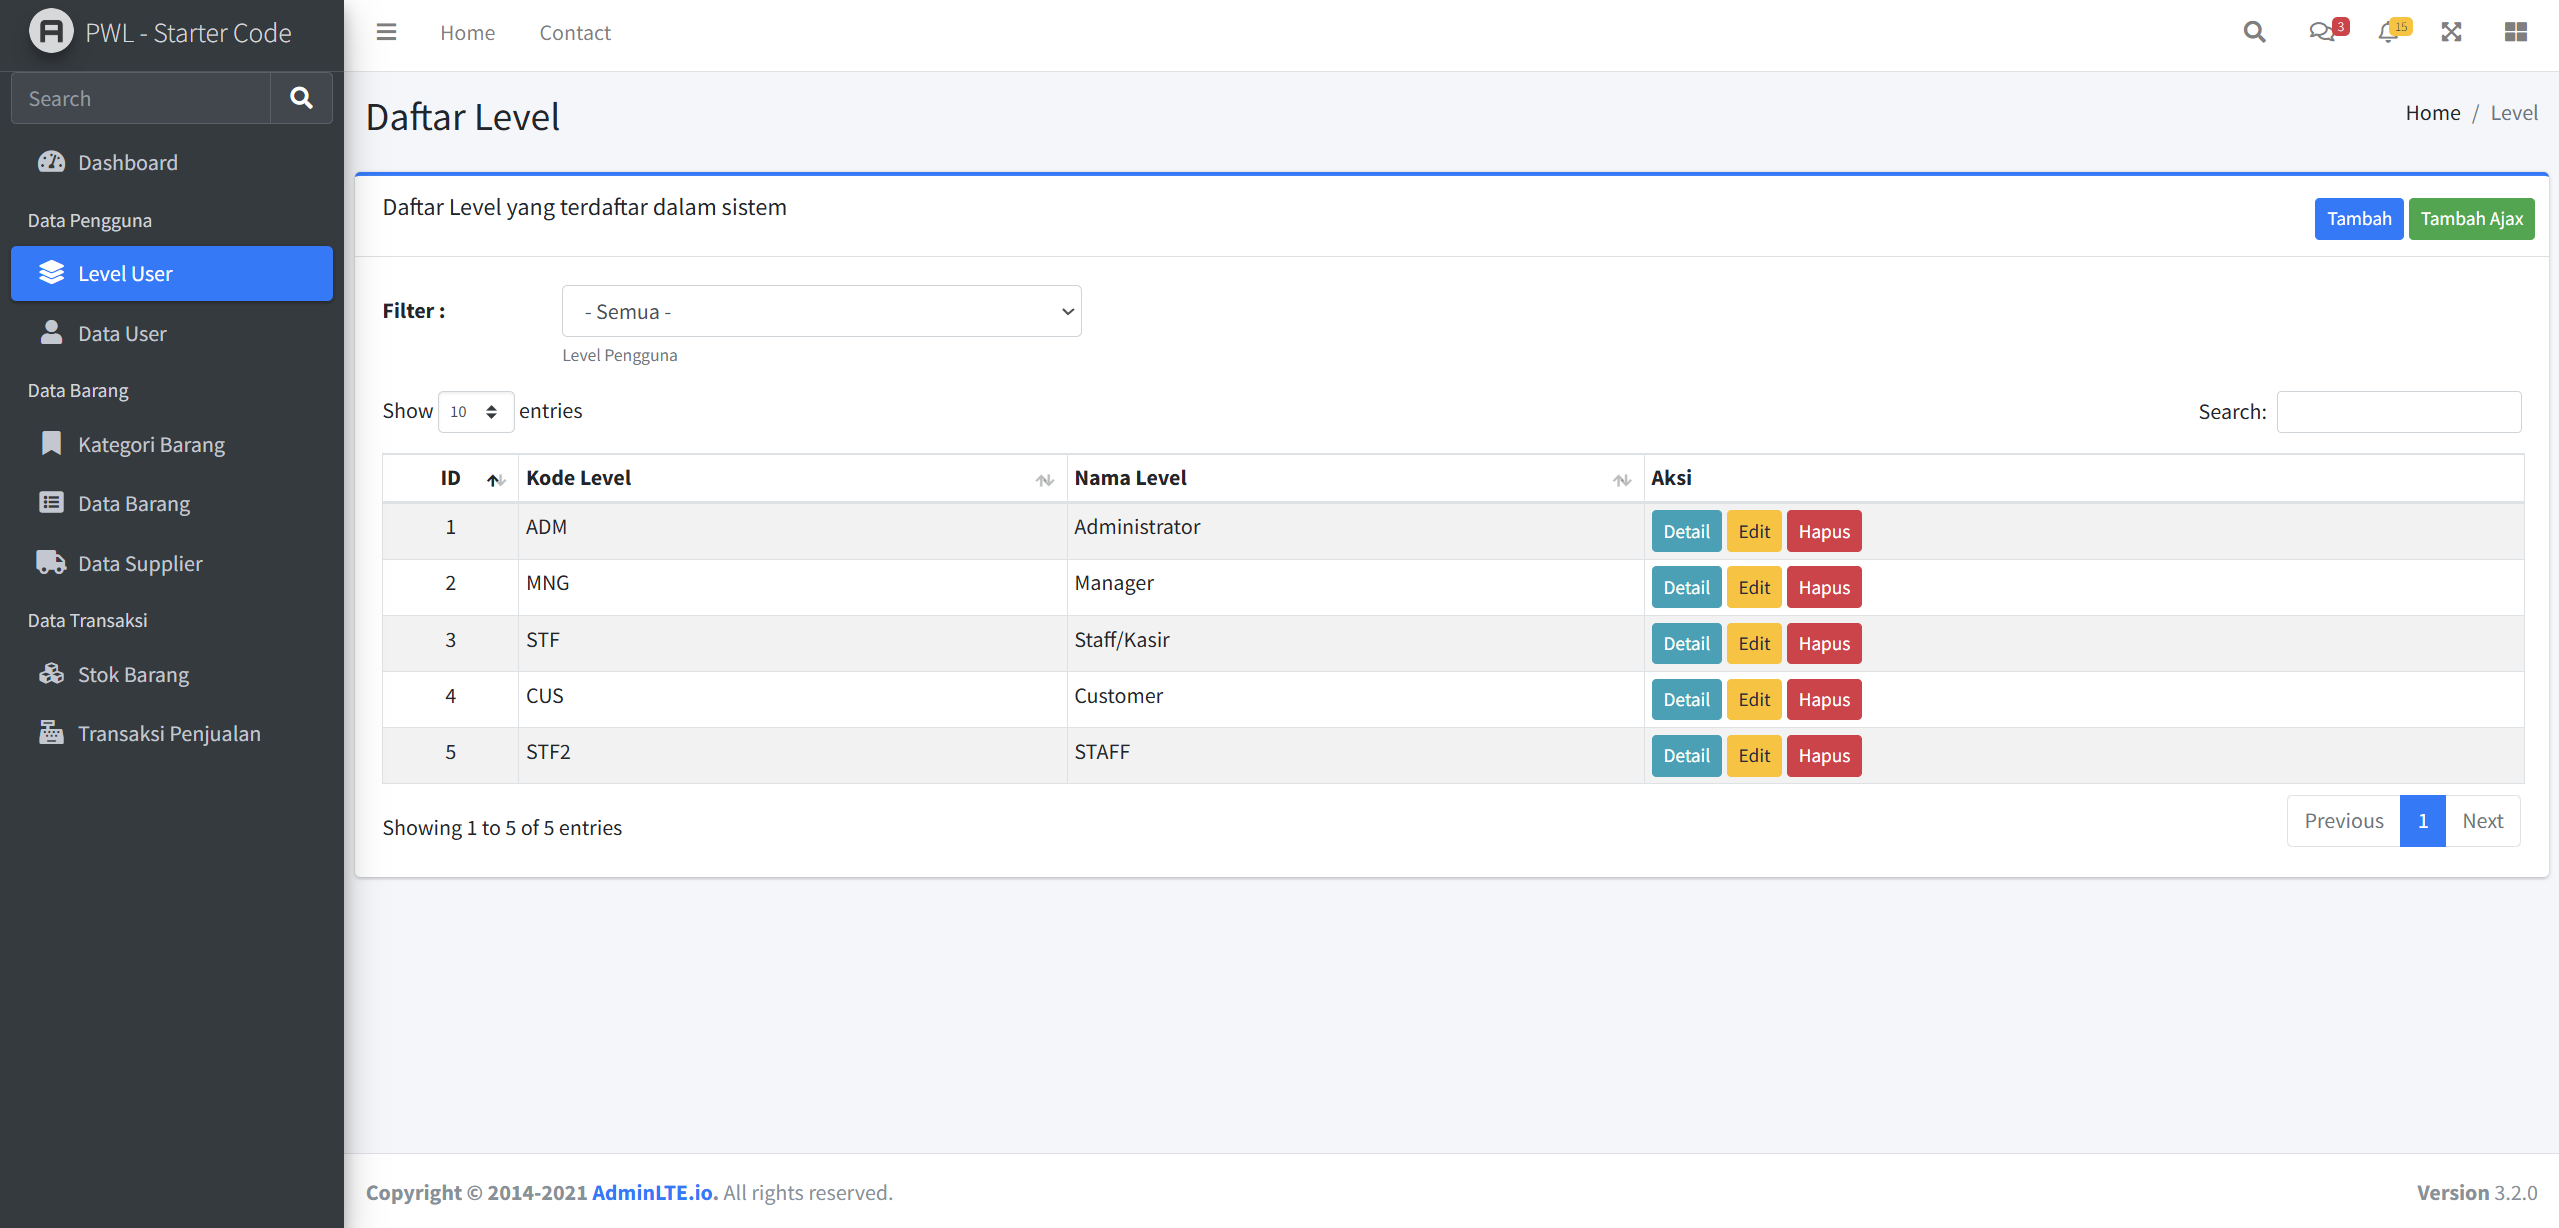 PWL - Starter Code
Home
Contact
3
15
Search
Dashboard
Data Pengguna
Level User
Data User
Data Barang
Kategori Barang
Data Barang
Data Supplier
Data Transaksi
Stok Barang
Transaksi Penjualan
Daftar Level
Home / Level
Daftar Level yang terdaftar dalam sistem
Tambah Tambah Ajax
Filter :
- Semua -
Level Pengguna
Show 10 entries
Search:
ID Kode Level Nama Level Aksi
1 ADM Administrator Detail Edit Hapus
2 MNG Manager Detail Edit Hapus
3 STF Staff/Kasir Detail Edit Hapus
4 CUS Customer Detail Edit Hapus
5 STF2 STAFF Detail Edit Hapus
Showing 1 to 5 of 5 entries
Previous 1 Next
Copyright © 2014-2021 AdminLTE.io. All rights reserved.
Version 3.2.0